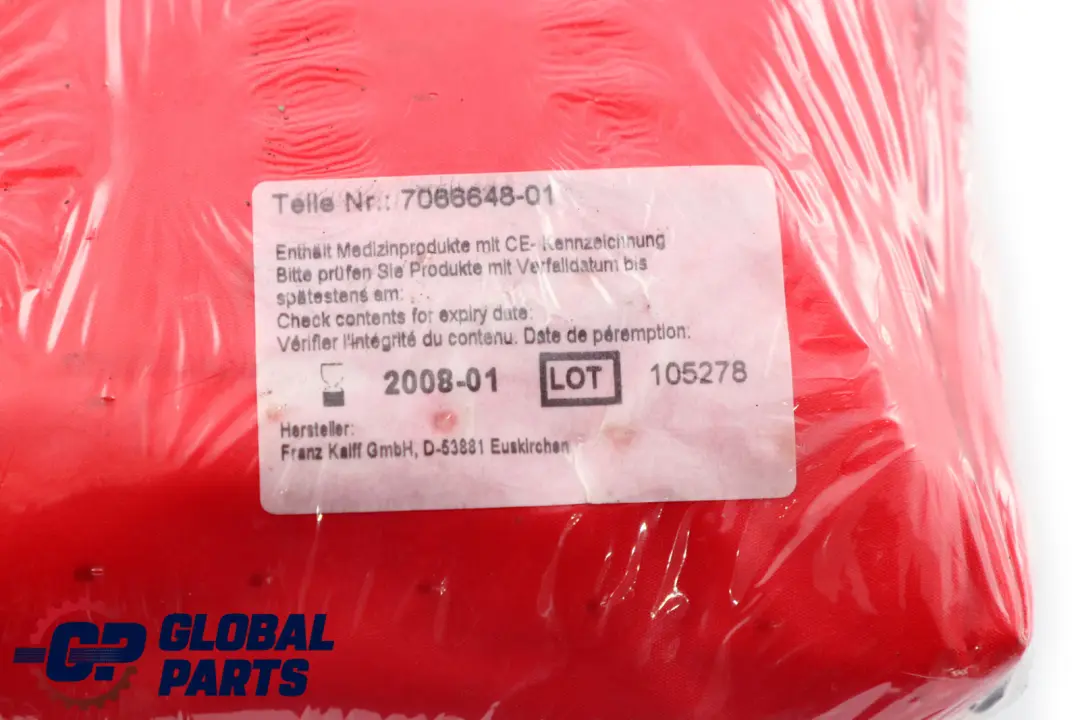 Teile Nr.: 7066648-01
Enthält Medizinprodukte mit CE- Kennzeichnung
Bitte prüfen Sie Produkte mit Verfalldatum bis
spätestens am:
Check contents for expiry date:
Vérifier l'intégrité du contenu. Date de péremption:
2008-01 LOT 105278
Hersteller:
Franz Kalff GmbH, D-53881 Euskirchen
GP GLOBAL
PARTS